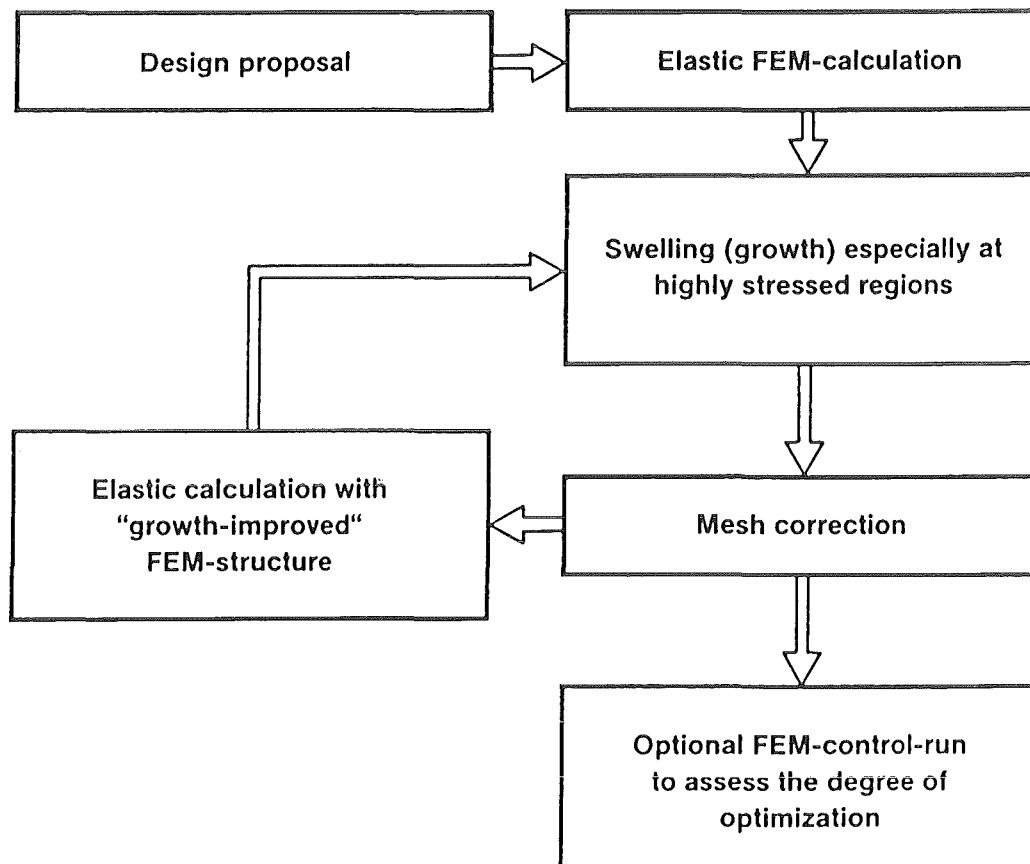 Design proposal
Elastic FEM-calculation
Swelling (growth) especially at
highly stressed regions
Elastic calculation with
“growth-improved“
FEM-structure
Mesh correction
Optional FEM-control-run
to assess the degree of
optimization